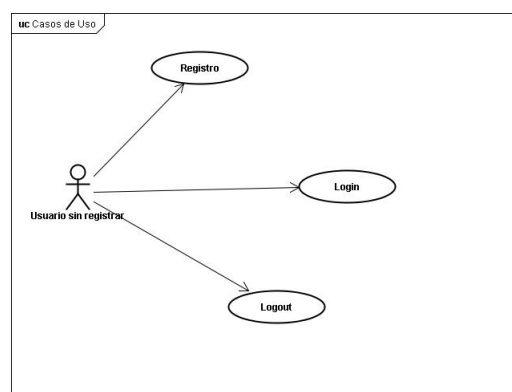 uc Casos de Uso
Registro
Login
Usuario sin registrar
Logout